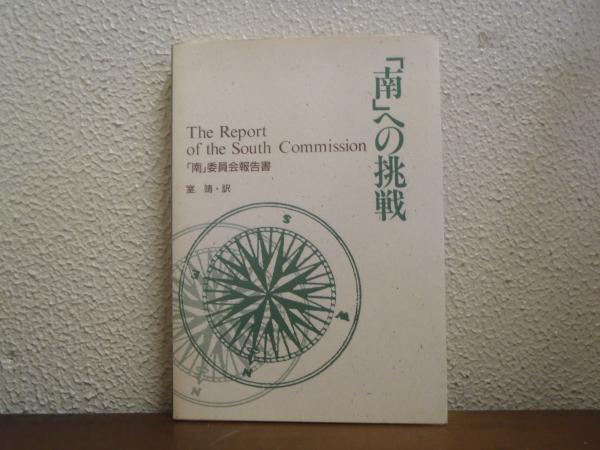 「南」への挑戦
The Report
of the South Commission
「南」委員会報告書
室 靖・訳
S
W
N
E